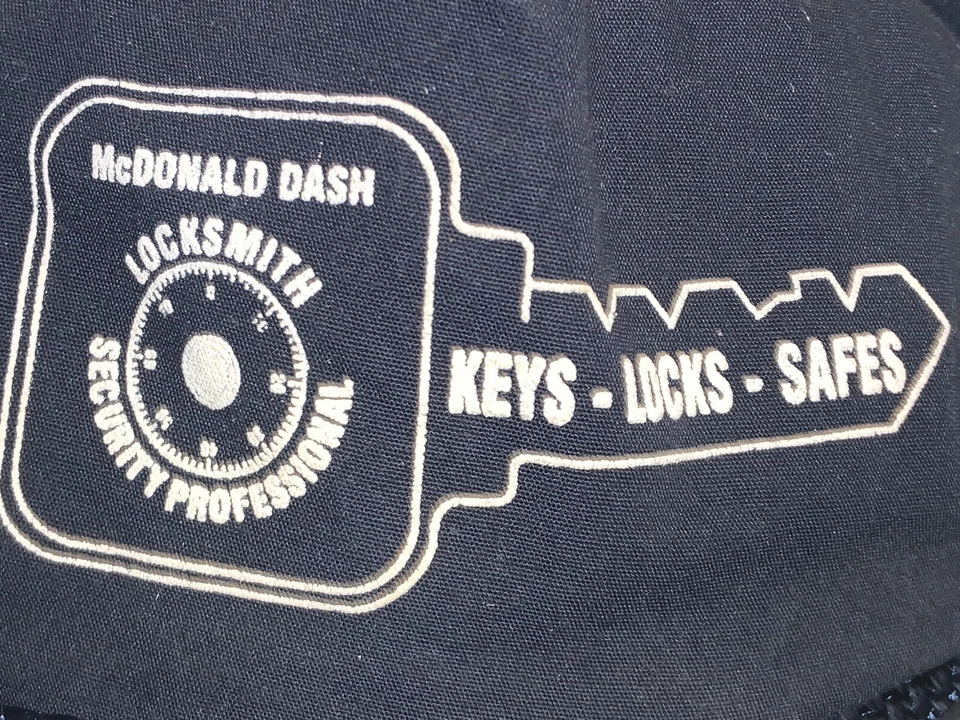 McDONALD DASH
LOCKSMITH
SECURITY PROFESSIONAL
KEYS - LOCKS - SAFES